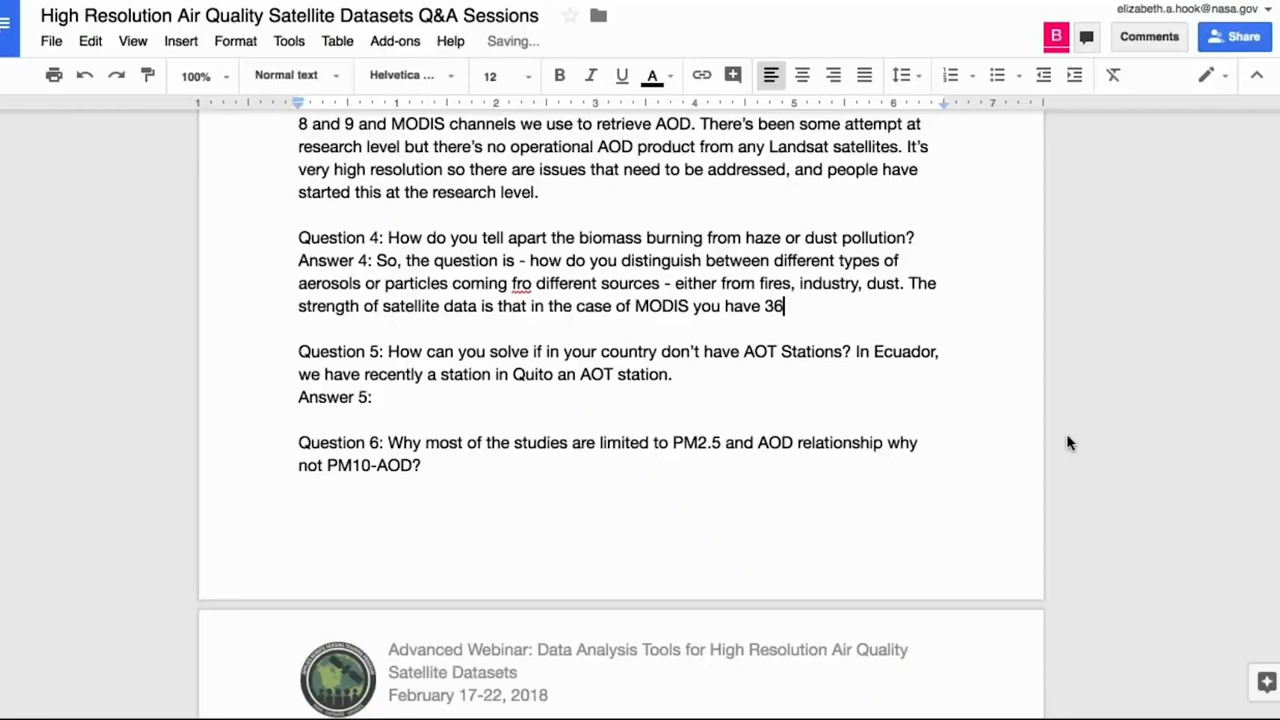 High Resolution Air Quality Satellite Datasets Q&A Sessions
elizabeth.a.hook@nasa.gov
File Edit View Insert Format Tools Table Add-ons Help Saving...
B Comments Share
100% Normal text Helvetica ... 12 B I U A
1 1 2 3 4 5 6 7
8 and 9 and MODIS channels we use to retrieve AOD. There's been some attempt at
research level but there's no operational AOD product from any Landsat satellites. It's
very high resolution so there are issues that need to be addressed, and people have
started this at the research level.
Question 4: How do you tell apart the biomass burning from haze or dust pollution?
Answer 4: So, the question is - how do you distinguish between different types of
aerosols or particles coming fro different sources - either from fires, industry, dust. The
strength of satellite data is that in the case of MODIS you have 36
Question 5: How can you solve if in your country don't have AOT Stations? In Ecuador,
we have recently a station in Quito an AOT station.
Answer 5:
Question 6: Why most of the studies are limited to PM2.5 and AOD relationship why
not PM10-AOD?
Advanced Webinar: Data Analysis Tools for High Resolution Air Quality
Satellite Datasets
February 17-22, 2018